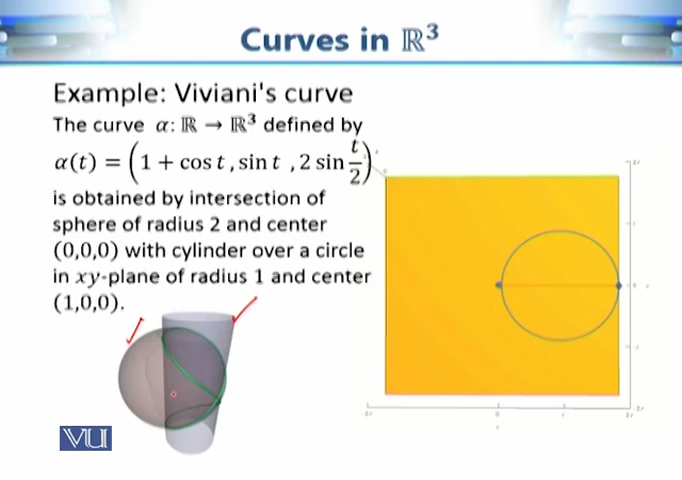 Curves in ℝ³
Example: Viviani's curve
The curve α: ℝ → ℝ³ defined by
α(t) = (1 + cos t , sin t , 2 sin t/2)
is obtained by intersection of
sphere of radius 2 and center
(0,0,0) with cylinder over a circle
in xy-plane of radius 1 and center
(1,0,0).
VU